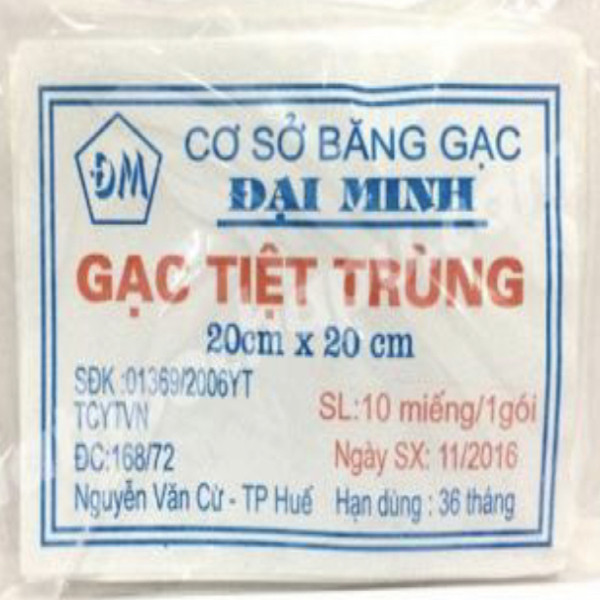 ĐM
CƠ SỞ BĂNG GẠC
ĐẠI MINH
GẠC TIỆT TRÙNG
20cm x 20 cm
SĐK :01369/2006YT
TCYTVN
SL:10 miếng/1gói
ĐC:168/72
Ngày SX: 11/2016
Nguyễn Văn Cừ - TP Huế
Hạn dùng : 36 tháng